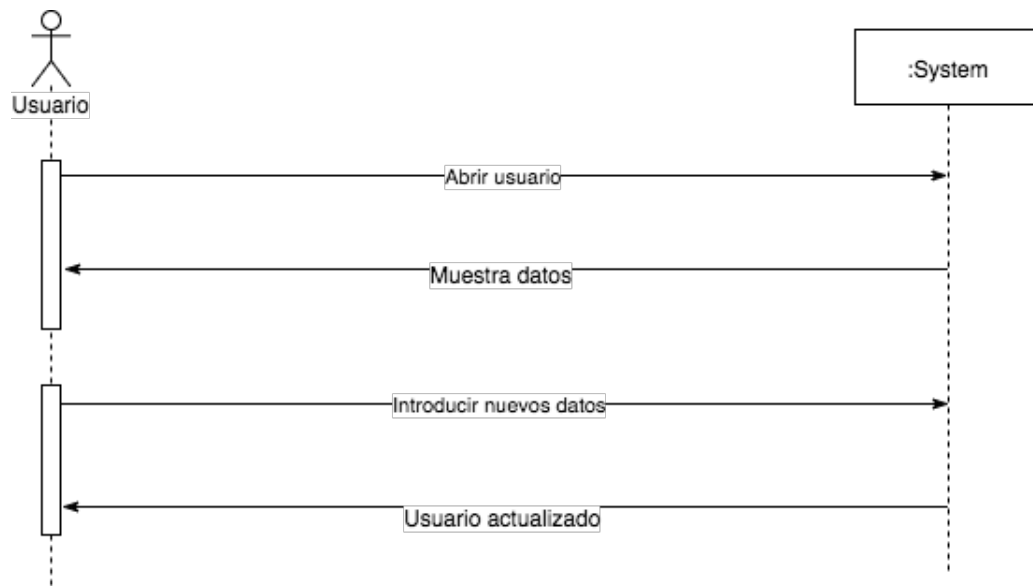 Usuario
:System
Abrir usuario
Muestra datos
Introducir nuevos datos
Usuario actualizado